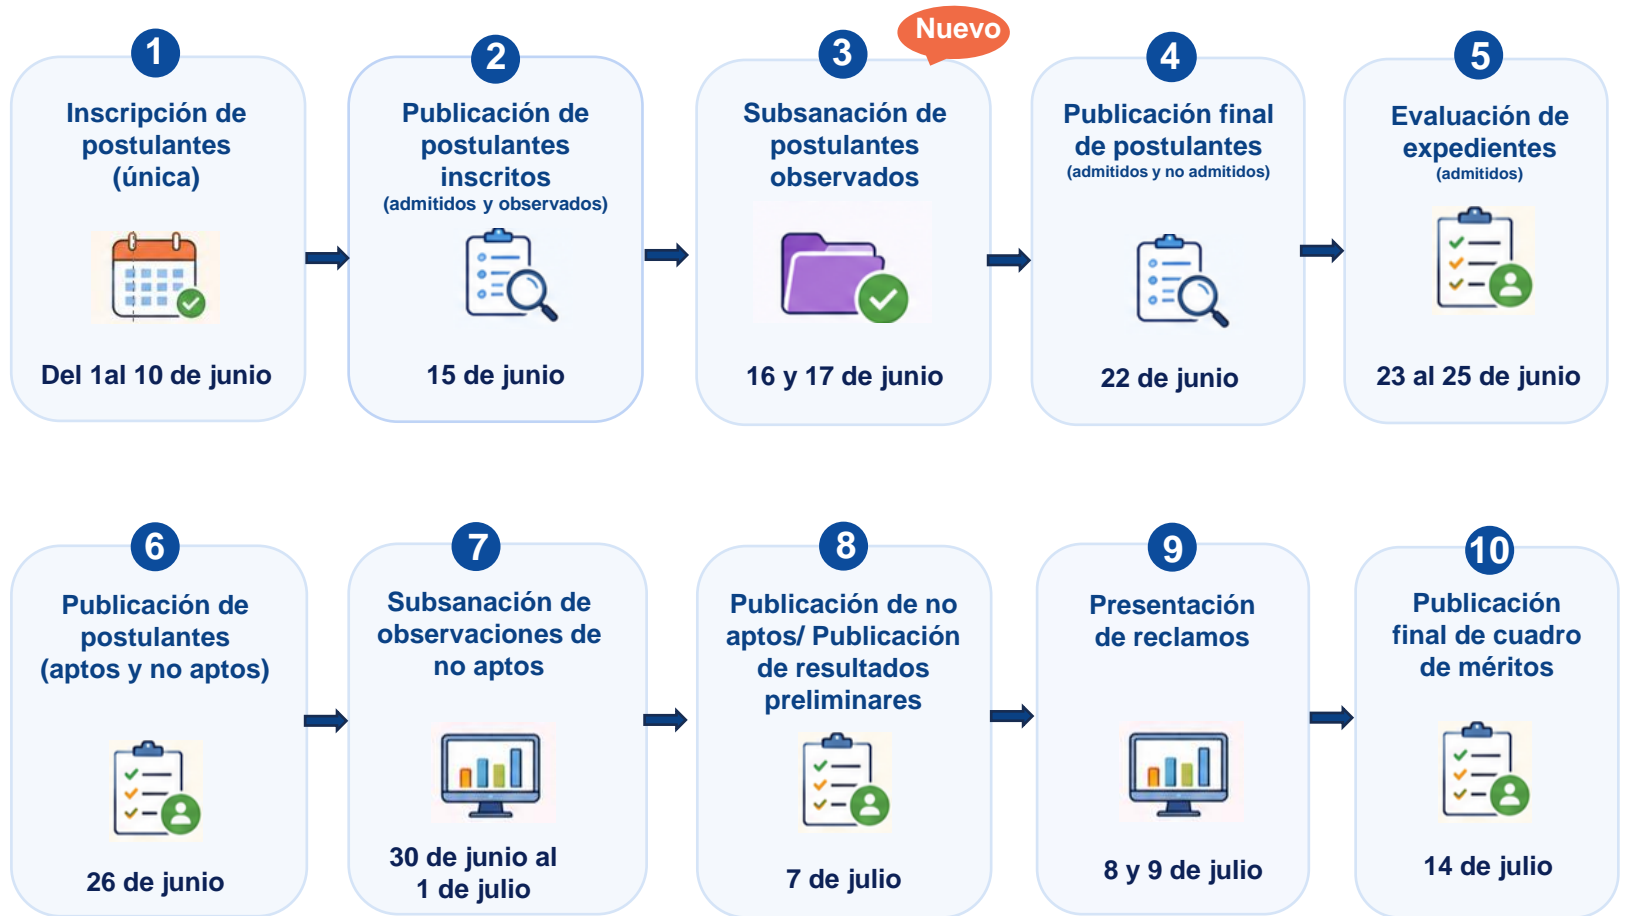 1
Inscripción de
postulantes
(única)
Del 1al 10 de junio
2
Publicación de
postulantes
inscritos
(admitidos y observados)
15 de junio
Nuevo
3
Subsanación de
postulantes
observados
16 y 17 de junio
4
Publicación final
de postulantes
(admitidos y no admitidos)
22 de junio
5
Evaluación de
expedientes
(admitidos)
23 al 25 de junio
6
Publicación de
postulantes
(aptos y no aptos)
26 de junio
7
Subsanación de
observaciones de
no aptos
30 de junio al
1 de julio
8
Publicación de no
aptos/ Publicación
de resultados
preliminares
7 de julio
9
Presentación
de reclamos
8 y 9 de julio
10
Publicación
final de cuadro
de méritos
14 de julio